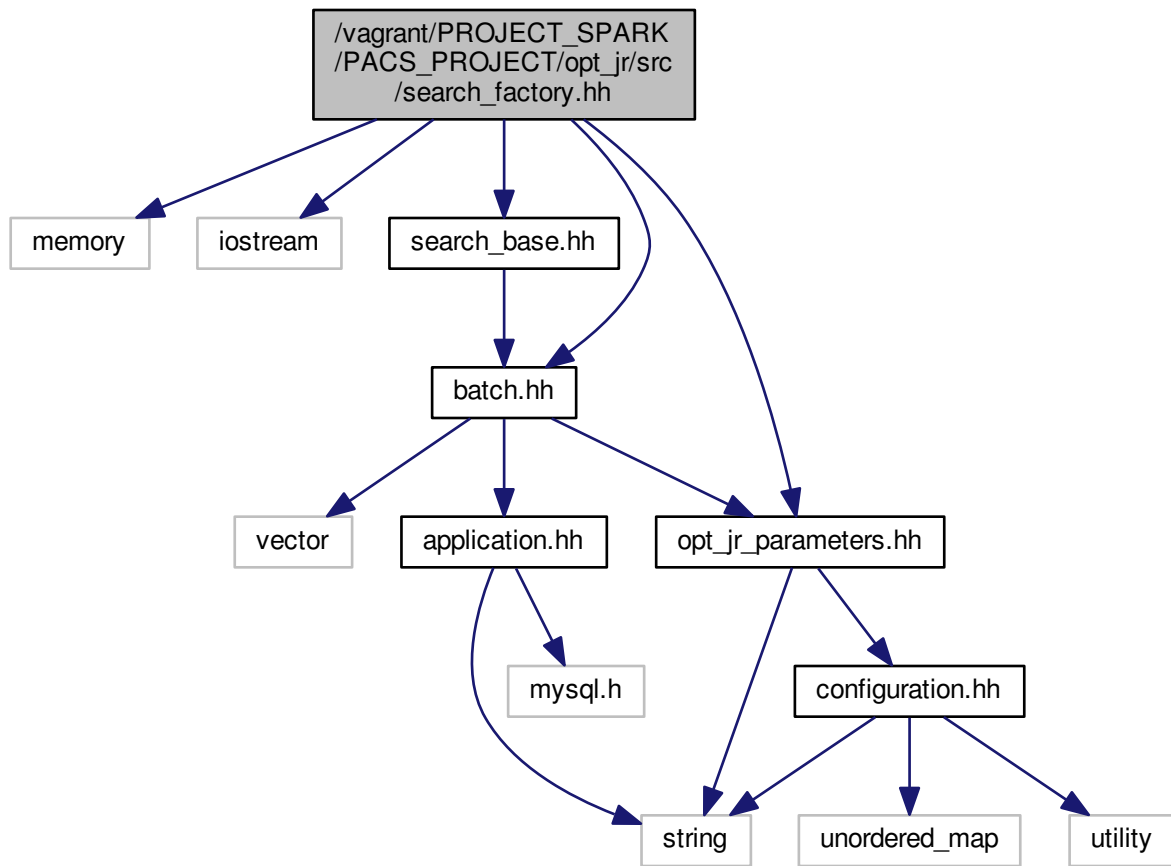 /vagrant/PROJECT_SPARK
/PACS_PROJECT/opt_jr/src
/search_factory.hh
memory
iostream
search_base.hh
batch.hh
vector
application.hh
opt_jr_parameters.hh
mysql.h
configuration.hh
string
unordered_map
utility